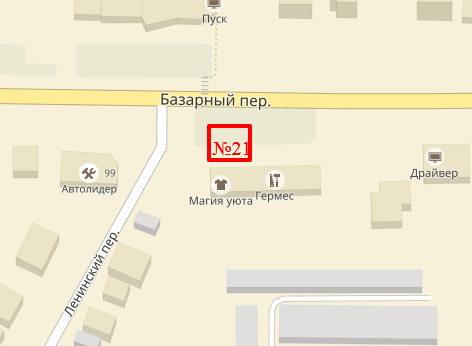 Пуск
Базарный пер.
№21
99
Автолидер
Драйвер
Магия уюта
Гермес
Ленинский пер.